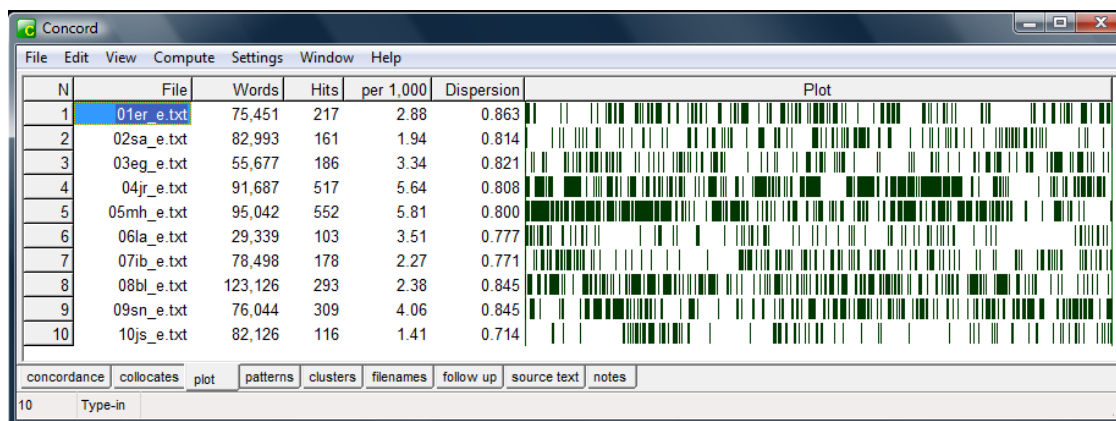 Concord
File Edit View Compute Settings Window Help
N File Words Hits per 1,000 Dispersion Plot
1 01er_e.txt 75,451 217 2.88 0.863
2 02sa_e.txt 82,993 161 1.94 0.814
3 03eg_e.txt 55,677 186 3.34 0.821
4 04jr_e.txt 91,687 517 5.64 0.808
5 05mh_e.txt 95,042 552 5.81 0.800
6 06la_e.txt 29,339 103 3.51 0.777
7 07ib_e.txt 78,498 178 2.27 0.771
8 08bl_e.txt 123,126 293 2.38 0.845
9 09sn_e.txt 76,044 309 4.06 0.845
10 10js_e.txt 82,126 116 1.41 0.714
concordance collocates plot patterns clusters filenames follow up source text notes
10 Type-in